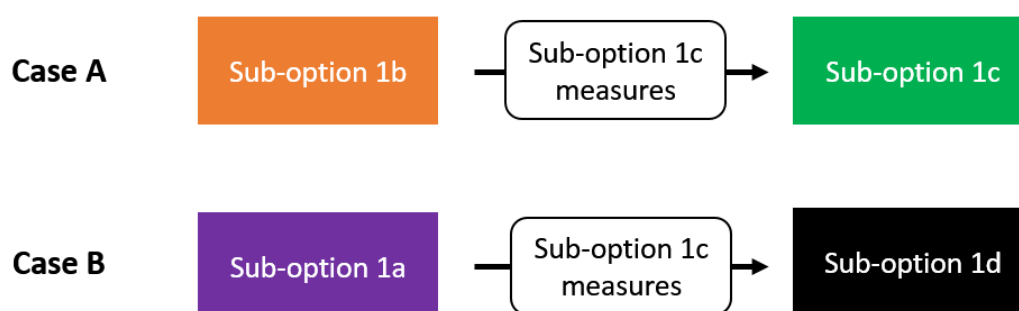 Case A
Sub-option 1b
Sub-option 1c
measures
Sub-option 1c
Case B
Sub-option 1a
Sub-option 1c
measures
Sub-option 1d